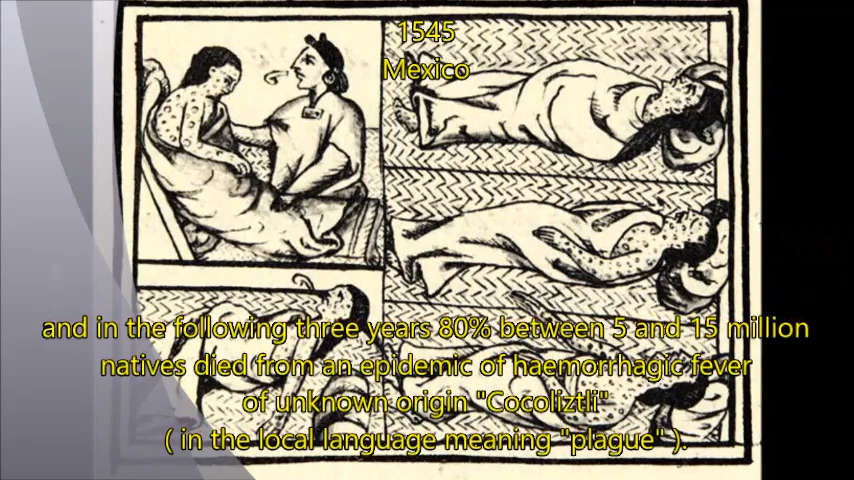 1545
Mexico
and in the following three years 80% between 5 and 15 million
natives died from an epidemic of haemorrhagic fever
of unknown origin "Cocoliztli"
( in the local language meaning "plague" ).